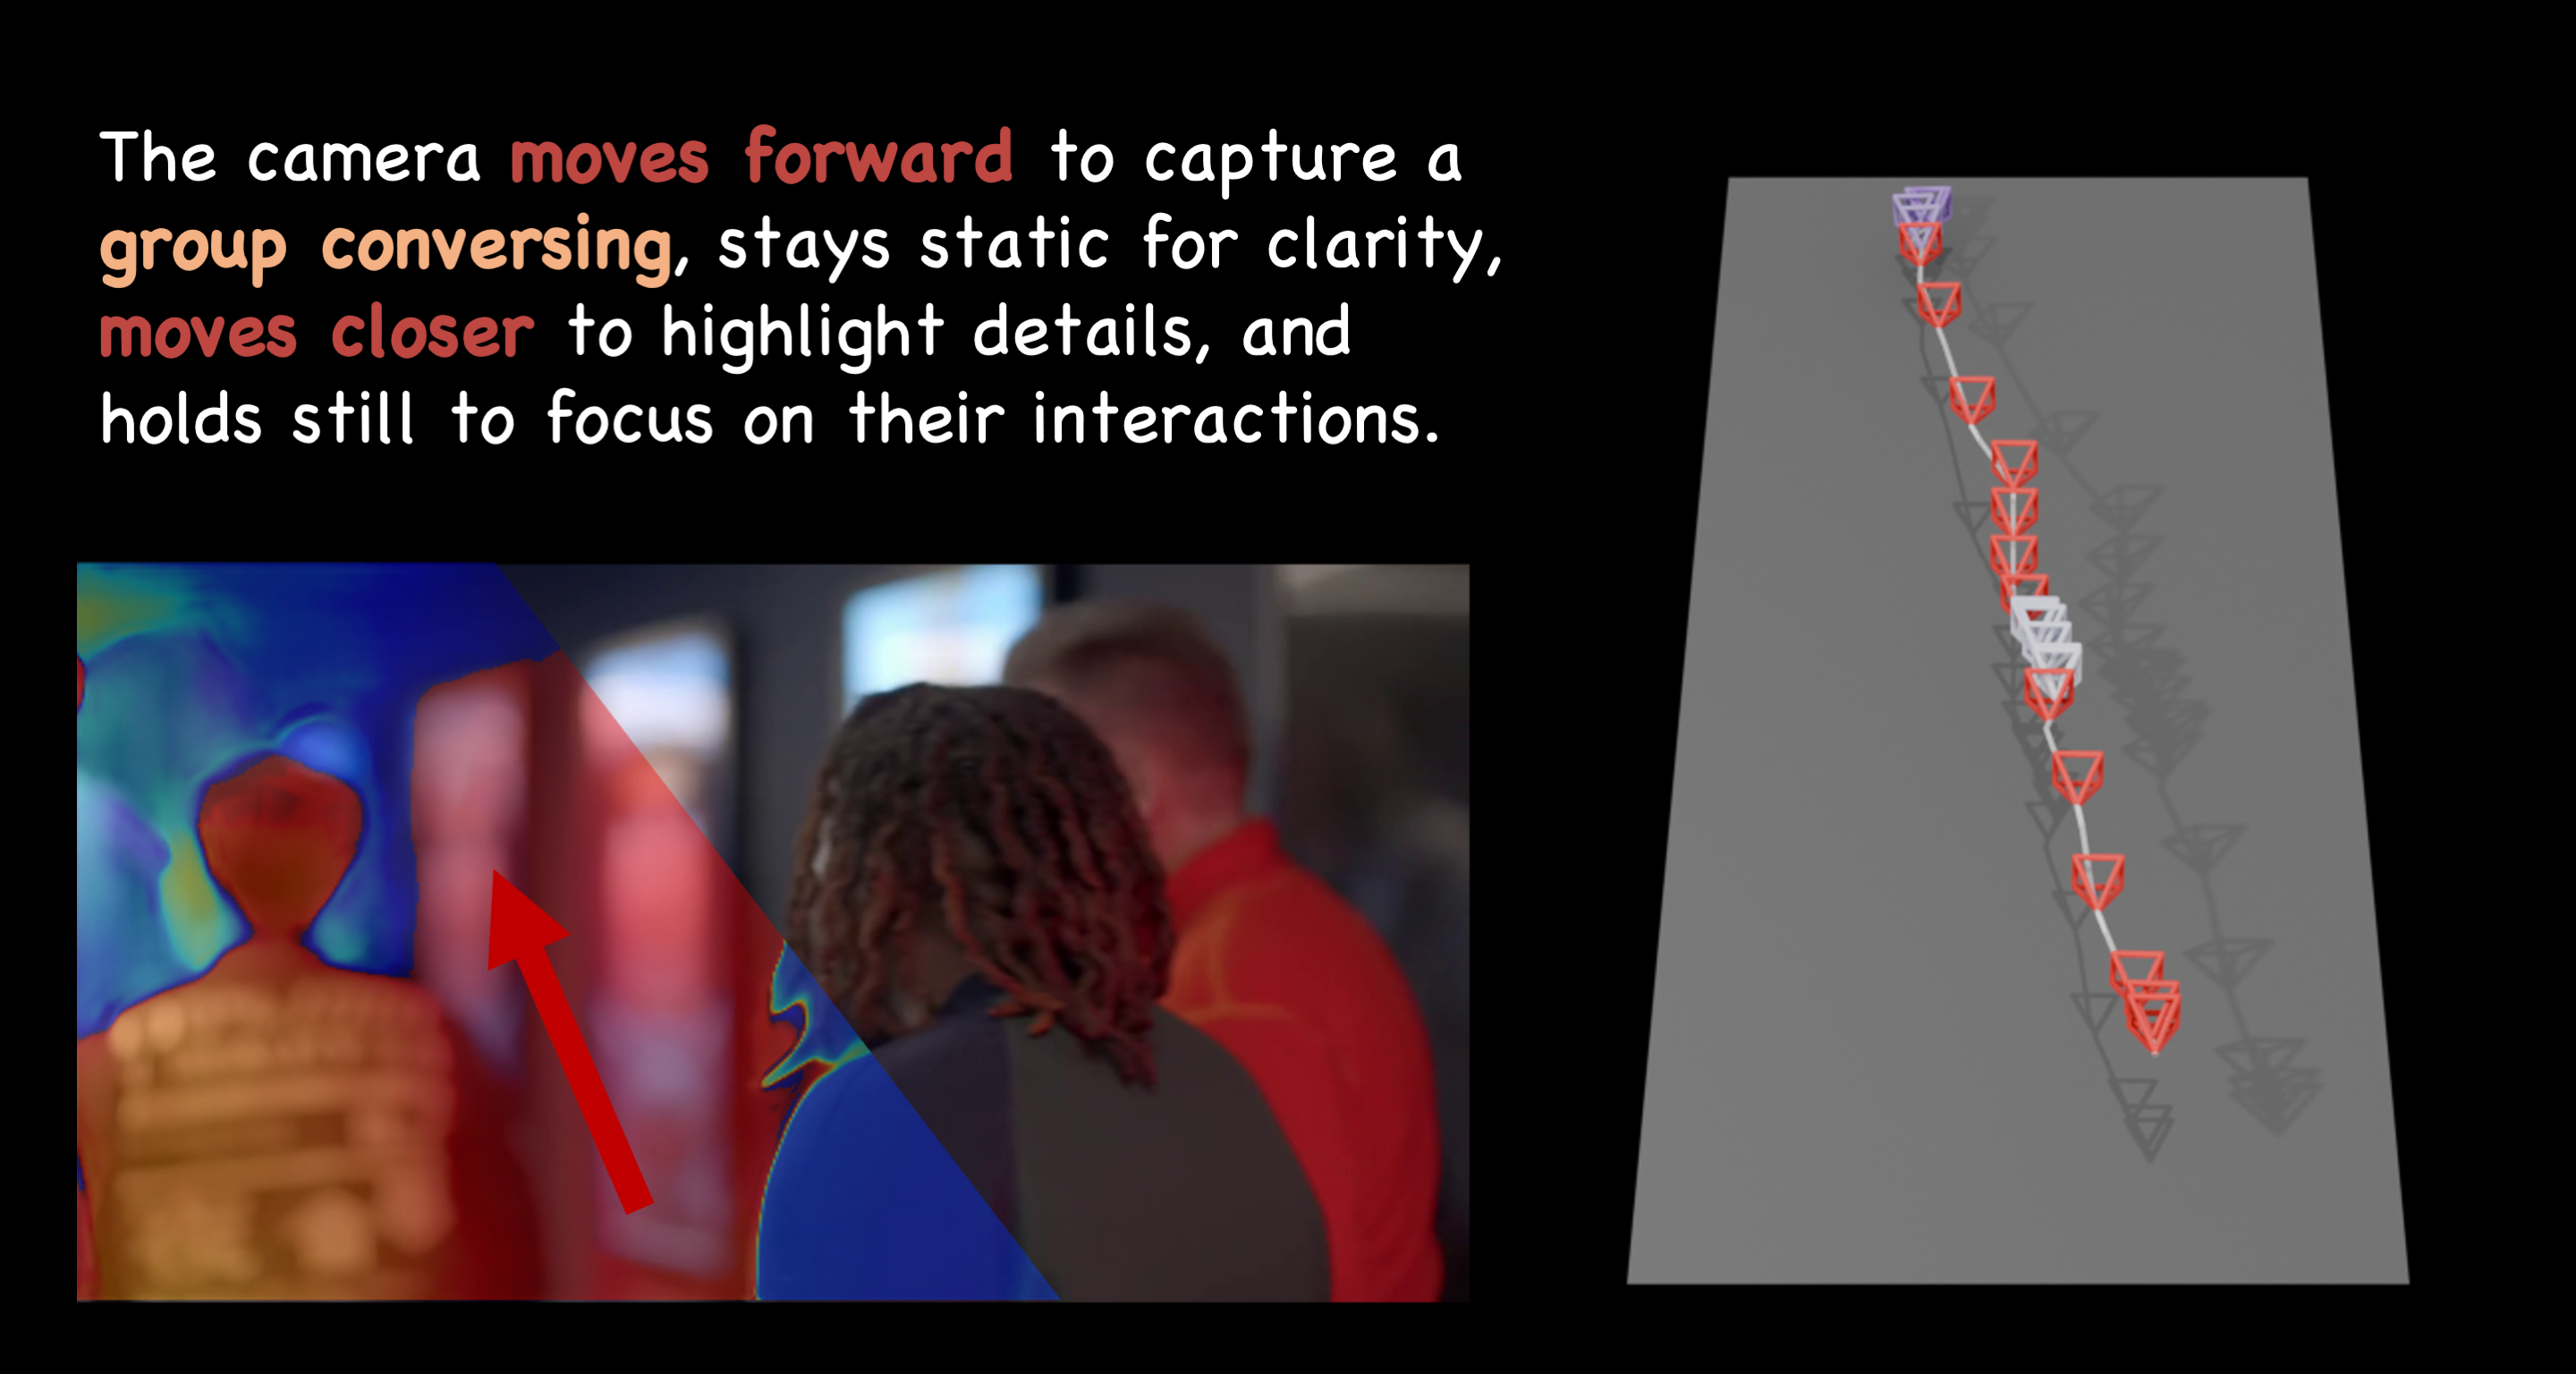 The camera moves forward to capture a
group conversing, stays static for clarity,
moves closer to highlight details, and
holds still to focus on their interactions.